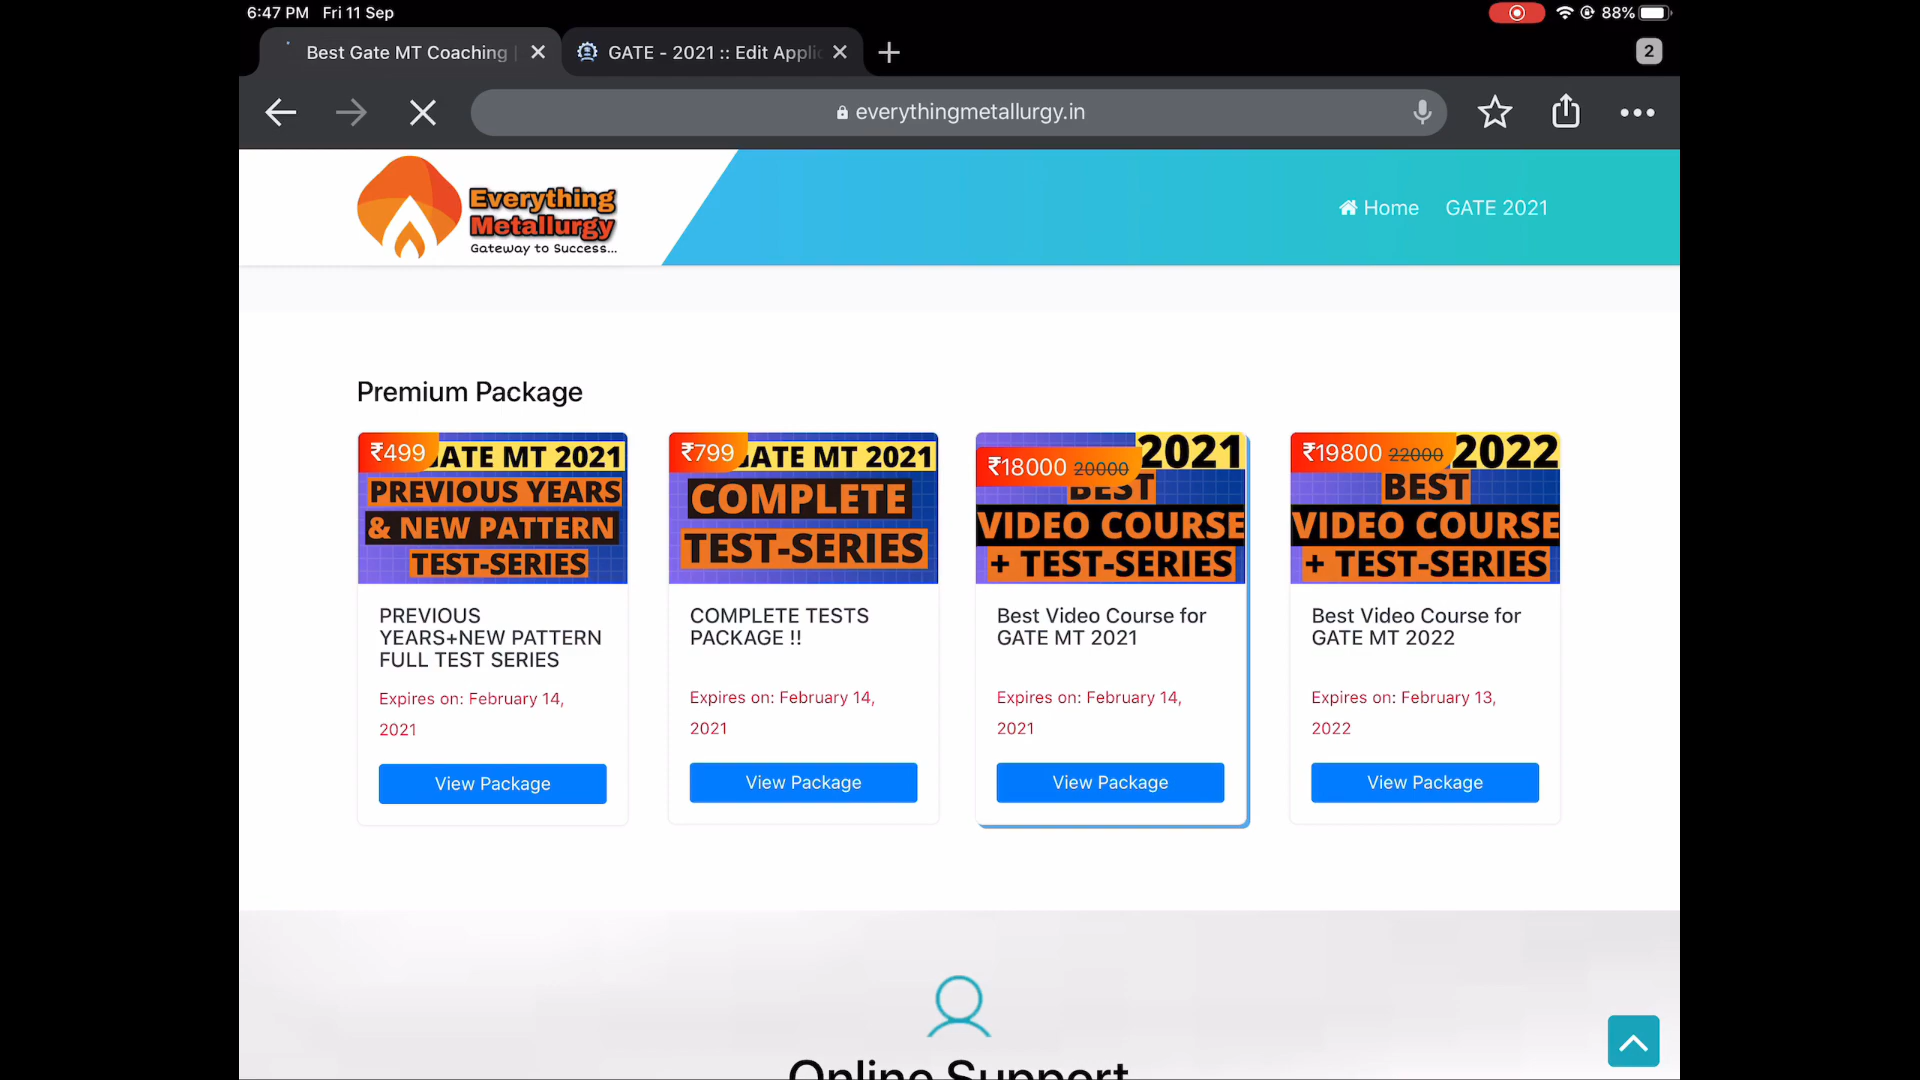 6:47 PM Fri 11 Sep
88%
Best Gate MT Coaching
GATE - 2021 :: Edit Applic
2
everythingmetallurgy.in
Everything
Metallurgy
Gateway to Success...
Home
GATE 2021
Premium Package
₹499
GATE MT 2021
PREVIOUS YEARS
& NEW PATTERN
TEST-SERIES
PREVIOUS
YEARS+NEW PATTERN
FULL TEST SERIES
Expires on: February 14,
2021
View Package
₹799
GATE MT 2021
COMPLETE
TEST-SERIES
COMPLETE TESTS
PACKAGE !!
Expires on: February 14,
2021
View Package
₹18000 20000
2021
BEST
VIDEO COURSE
+ TEST-SERIES
Best Video Course for
GATE MT 2021
Expires on: February 14,
2021
View Package
₹19800 22000
2022
BEST
VIDEO COURSE
+ TEST-SERIES
Best Video Course for
GATE MT 2022
Expires on: February 13,
2022
View Package
Online Support